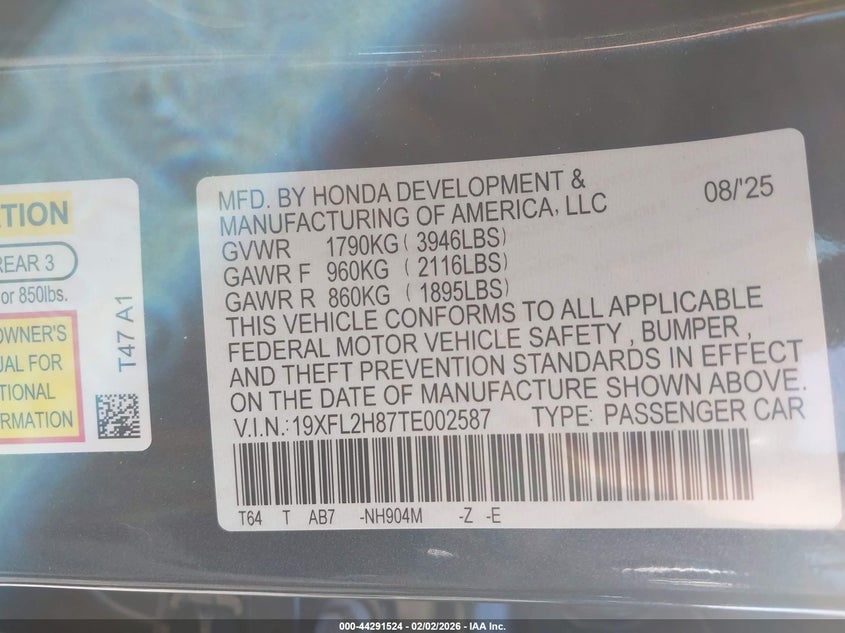 TION
REAR 3
or 850lbs.
OWNER'S
UAL FOR
TIONAL
ORMATION
T47 A1
MFD. BY HONDA DEVELOPMENT &
MANUFACTURING OF AMERICA, LLC
08/'25
GVWR 1790KG ( 3946LBS)
GAWR F 960KG ( 2116LBS)
GAWR R 860KG ( 1895LBS)
THIS VEHICLE CONFORMS TO ALL APPLICABLE
FEDERAL MOTOR VEHICLE SAFETY , BUMPER ,
AND THEFT PREVENTION STANDARDS IN EFFECT
ON THE DATE OF MANUFACTURE SHOWN ABOVE.
V.I.N.:19XFL2H87TE002587 TYPE: PASSENGER CAR
T64 T AB7 -NH904M -Z -E
000-44291524 - 02/02/2026 - IAA Inc.